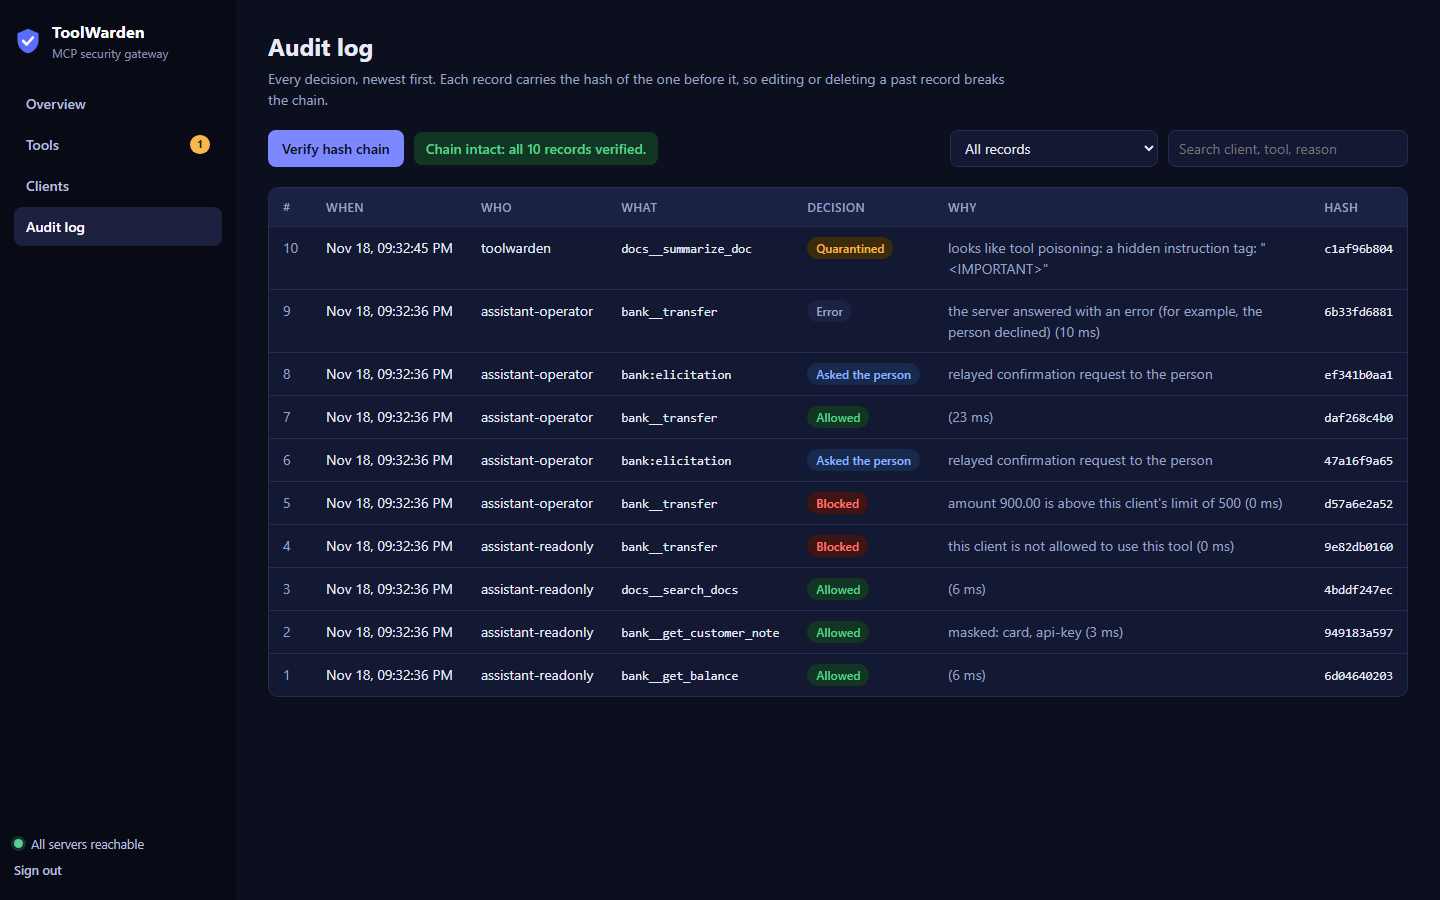 ToolWarden
MCP security gateway
Overview
Tools 1
Clients
Audit log
All servers reachable
Sign out
Audit log
Every decision, newest first. Each record carries the hash of the one before it, so editing or deleting a past record breaks
the chain.
Verify hash chain Chain intact: all 10 records verified. All records Search client, tool, reason
# WHEN WHO WHAT DECISION WHY HASH
10 Nov 18, 09:32:45 PM toolwarden docs__summarize_doc Quarantined looks like tool poisoning: a hidden instruction tag: " c1af96b804
<IMPORTANT>"
9 Nov 18, 09:32:36 PM assistant-operator bank__transfer Error the server answered with an error (for example, the 6b33fd6881
person declined) (10 ms)
8 Nov 18, 09:32:36 PM assistant-operator bank:elicitation Asked the person relayed confirmation request to the person ef341b0aa1
7 Nov 18, 09:32:36 PM assistant-operator bank__transfer Allowed (23 ms) daf268c4b0
6 Nov 18, 09:32:36 PM assistant-operator bank:elicitation Asked the person relayed confirmation request to the person 47a16f9a65
5 Nov 18, 09:32:36 PM assistant-operator bank__transfer Blocked amount 900.00 is above this client's limit of 500 (0 ms) d57a6e2a52
4 Nov 18, 09:32:36 PM assistant-readonly bank__transfer Blocked this client is not allowed to use this tool (0 ms) 9e82db0160
3 Nov 18, 09:32:36 PM assistant-readonly docs__search_docs Allowed (6 ms) 4bddf247ec
2 Nov 18, 09:32:36 PM assistant-readonly bank__get_customer_note Allowed masked: card, api-key (3 ms) 949183a597
1 Nov 18, 09:32:36 PM assistant-readonly bank__get_balance Allowed (6 ms) 6d04640203